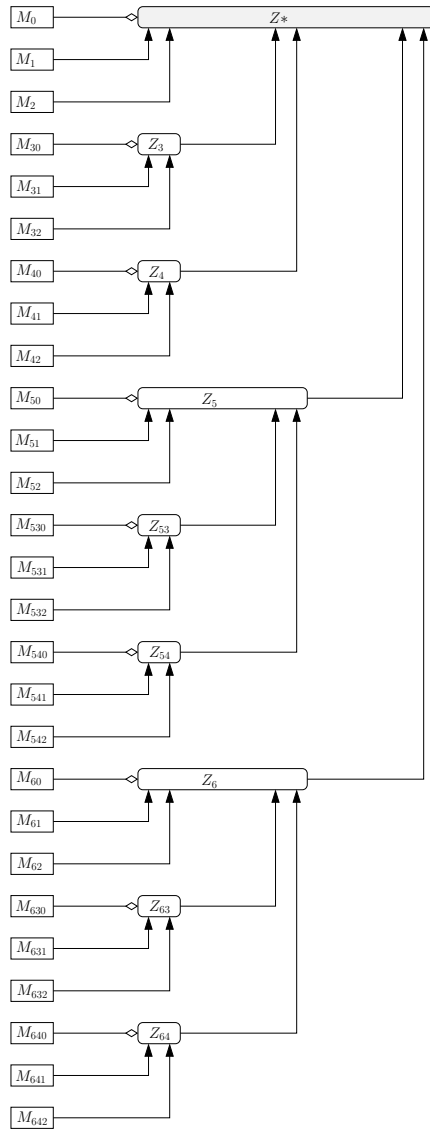 M₀ Z*
M₁
M₂
M₃₀ Z₃
M₃₁
M₃₂
M₄₀ Z₄
M₄₁
M₄₂
M₅₀ Z₅
M₅₁
M₅₂
M₅₃₀ Z₅₃
M₅₃₁
M₅₃₂
M₅₄₀ Z₅₄
M₅₄₁
M₅₄₂
M₆₀ Z₆
M₆₁
M₆₂
M₆₃₀ Z₆₃
M₆₃₁
M₆₃₂
M₆₄₀ Z₆₄
M₆₄₁
M₆₄₂